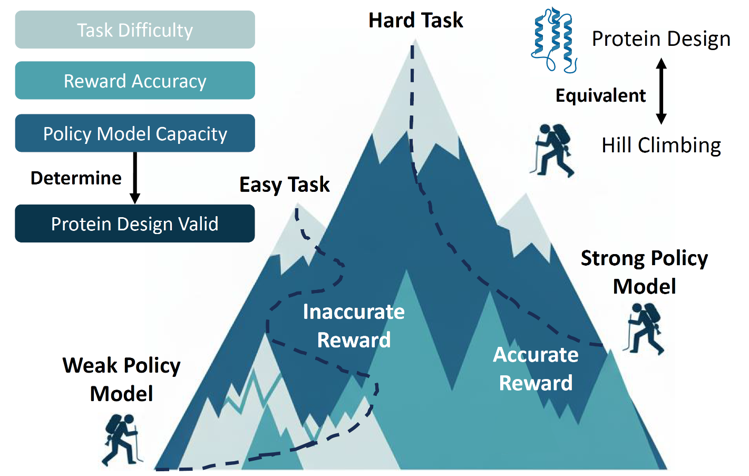 Task Difficulty
Reward Accuracy
Policy Model Capacity
Determine
Protein Design Valid
Hard Task
Protein Design
Equivalent
Hill Climbing
Easy Task
Strong Policy
Model
Inaccurate
Reward
Accurate
Reward
Weak Policy
Model